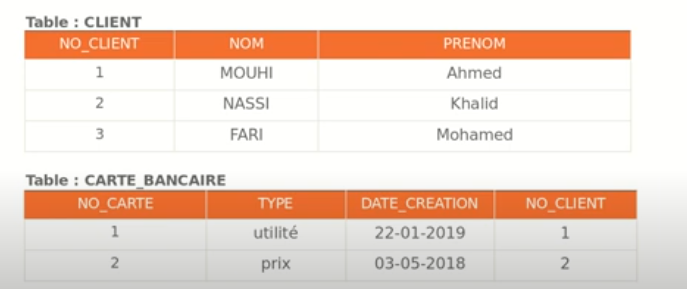 Table : CLIENT
NO_CLIENT NOM PRENOM
1 MOUHI Ahmed
2 NASSI Khalid
3 FARI Mohamed
Table : CARTE_BANCAIRE
NO_CARTE TYPE DATE_CREATION NO_CLIENT
1 utilité 22-01-2019 1
2 prix 03-05-2018 2